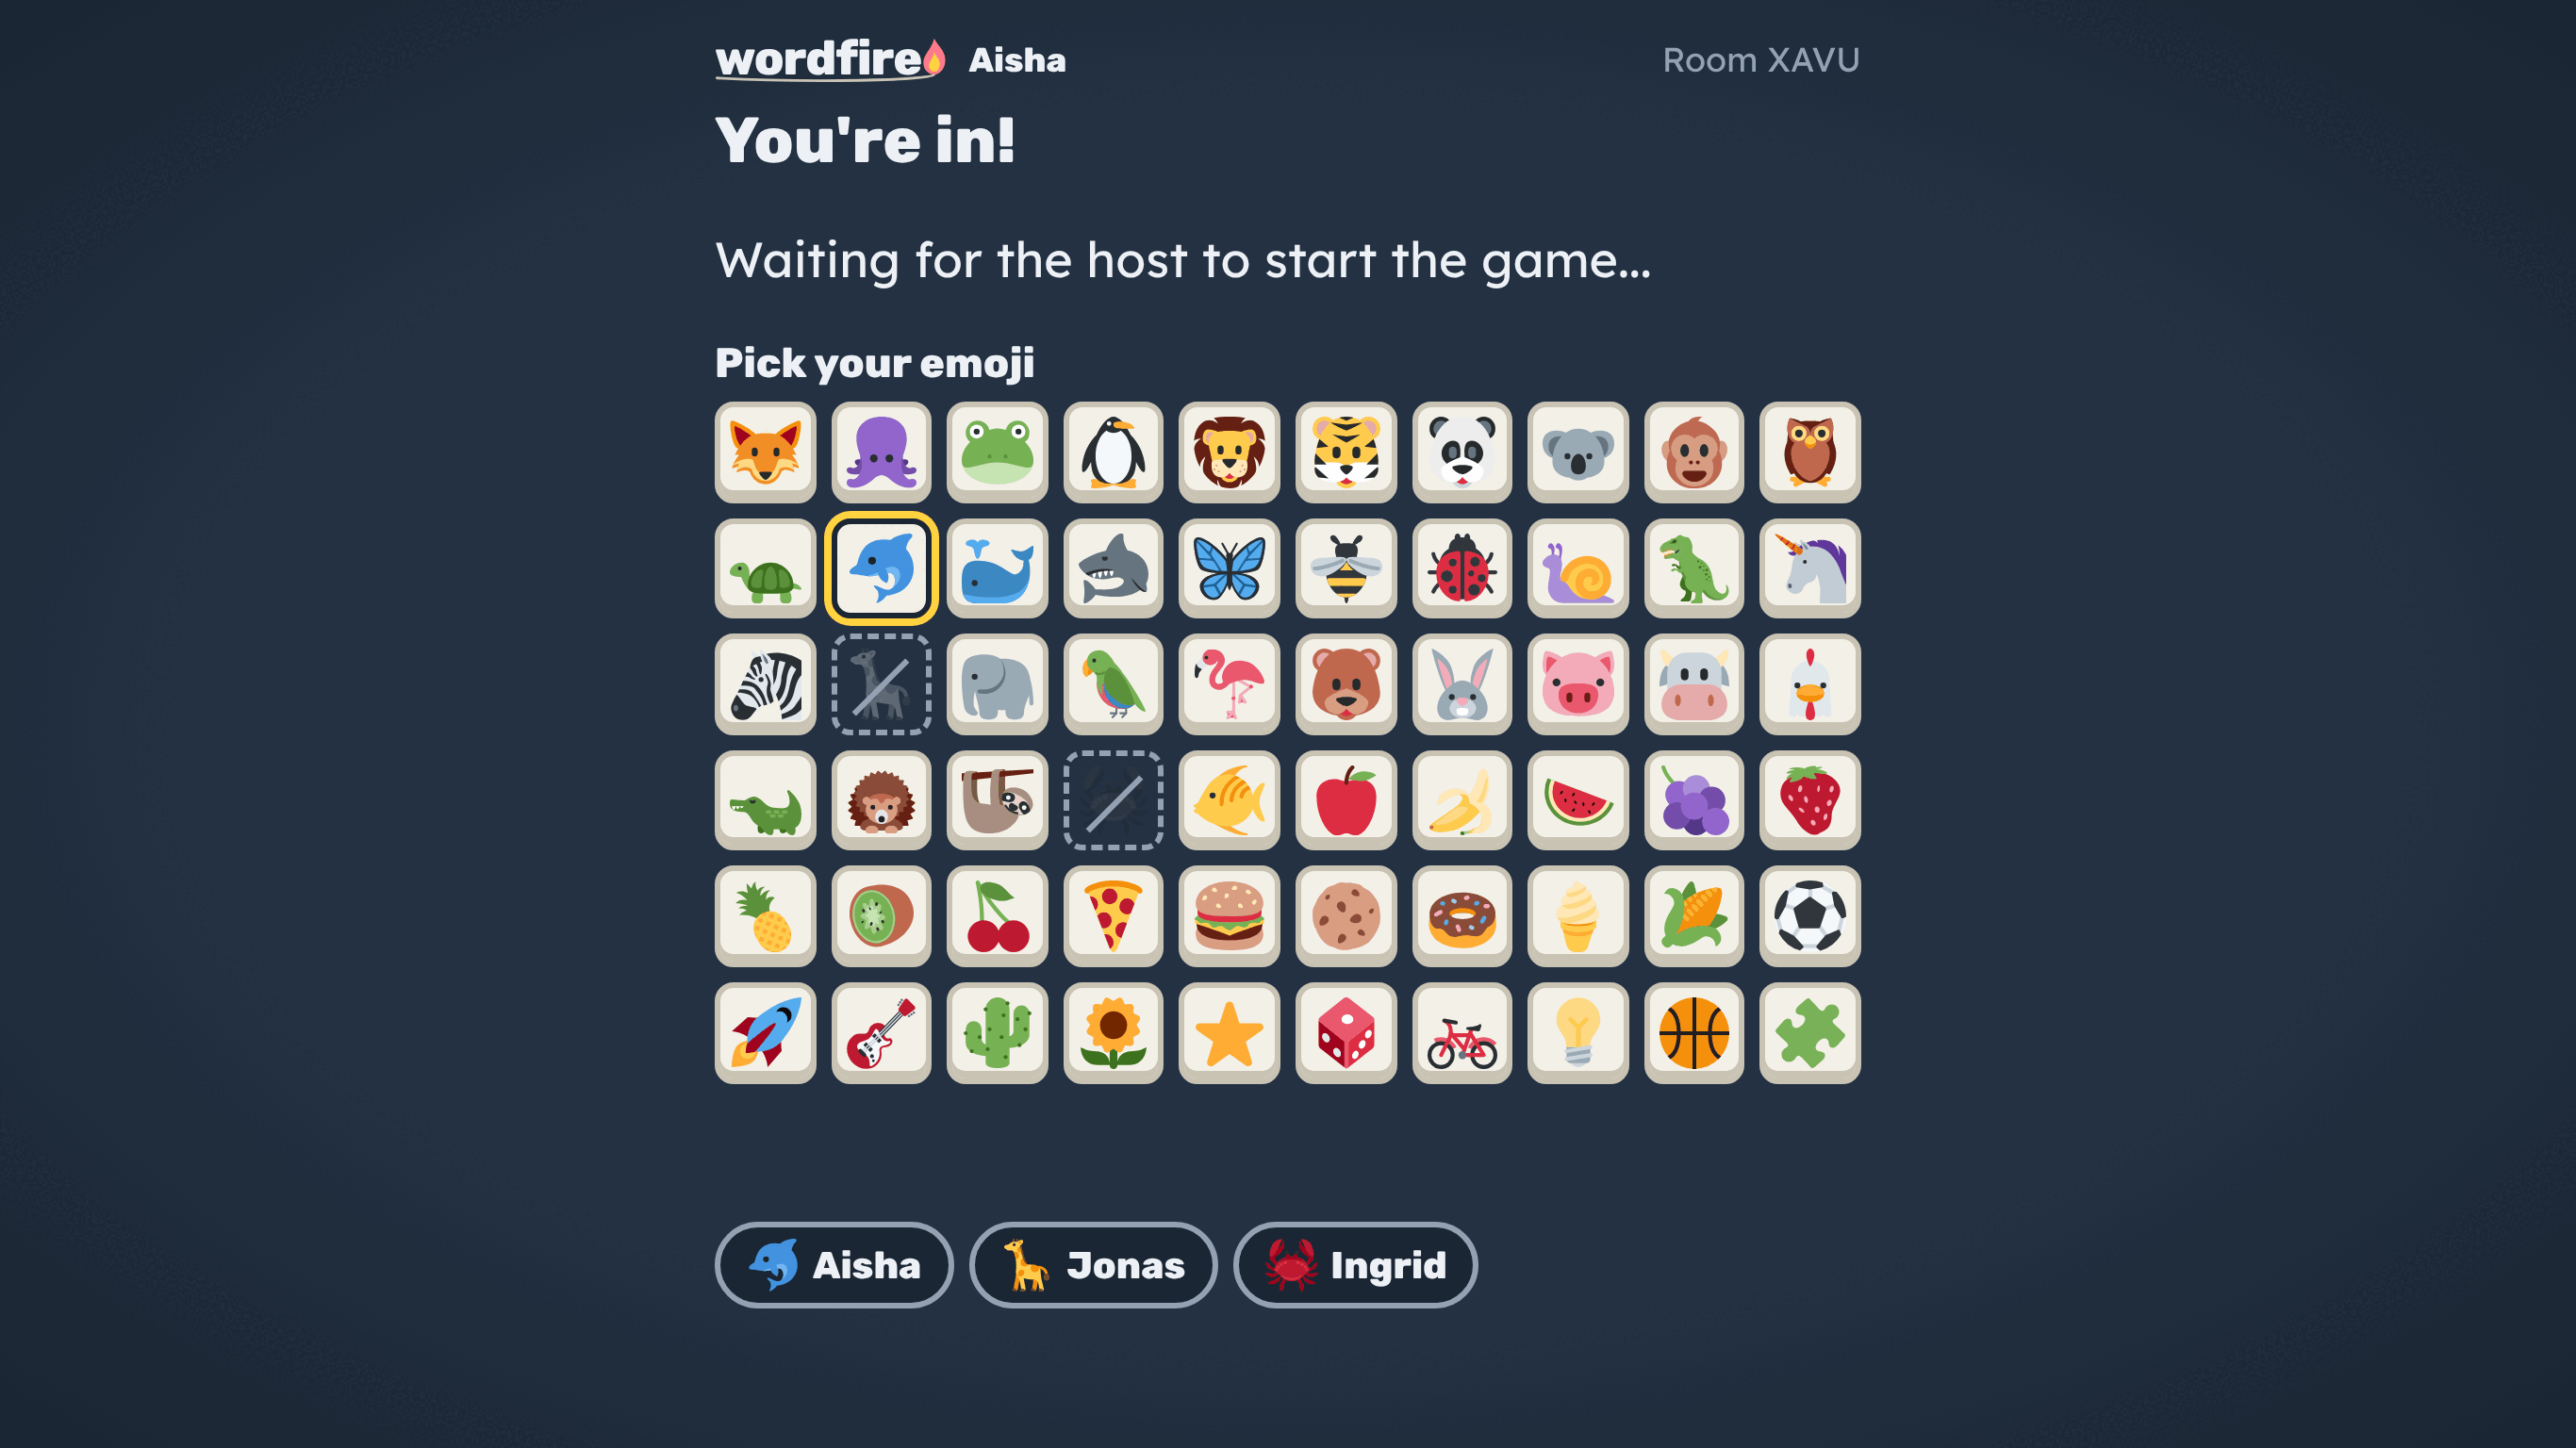 wordfire Aisha Room XAVU
You're in!
Waiting for the host to start the game...
Pick your emoji
Aisha Jonas Ingrid